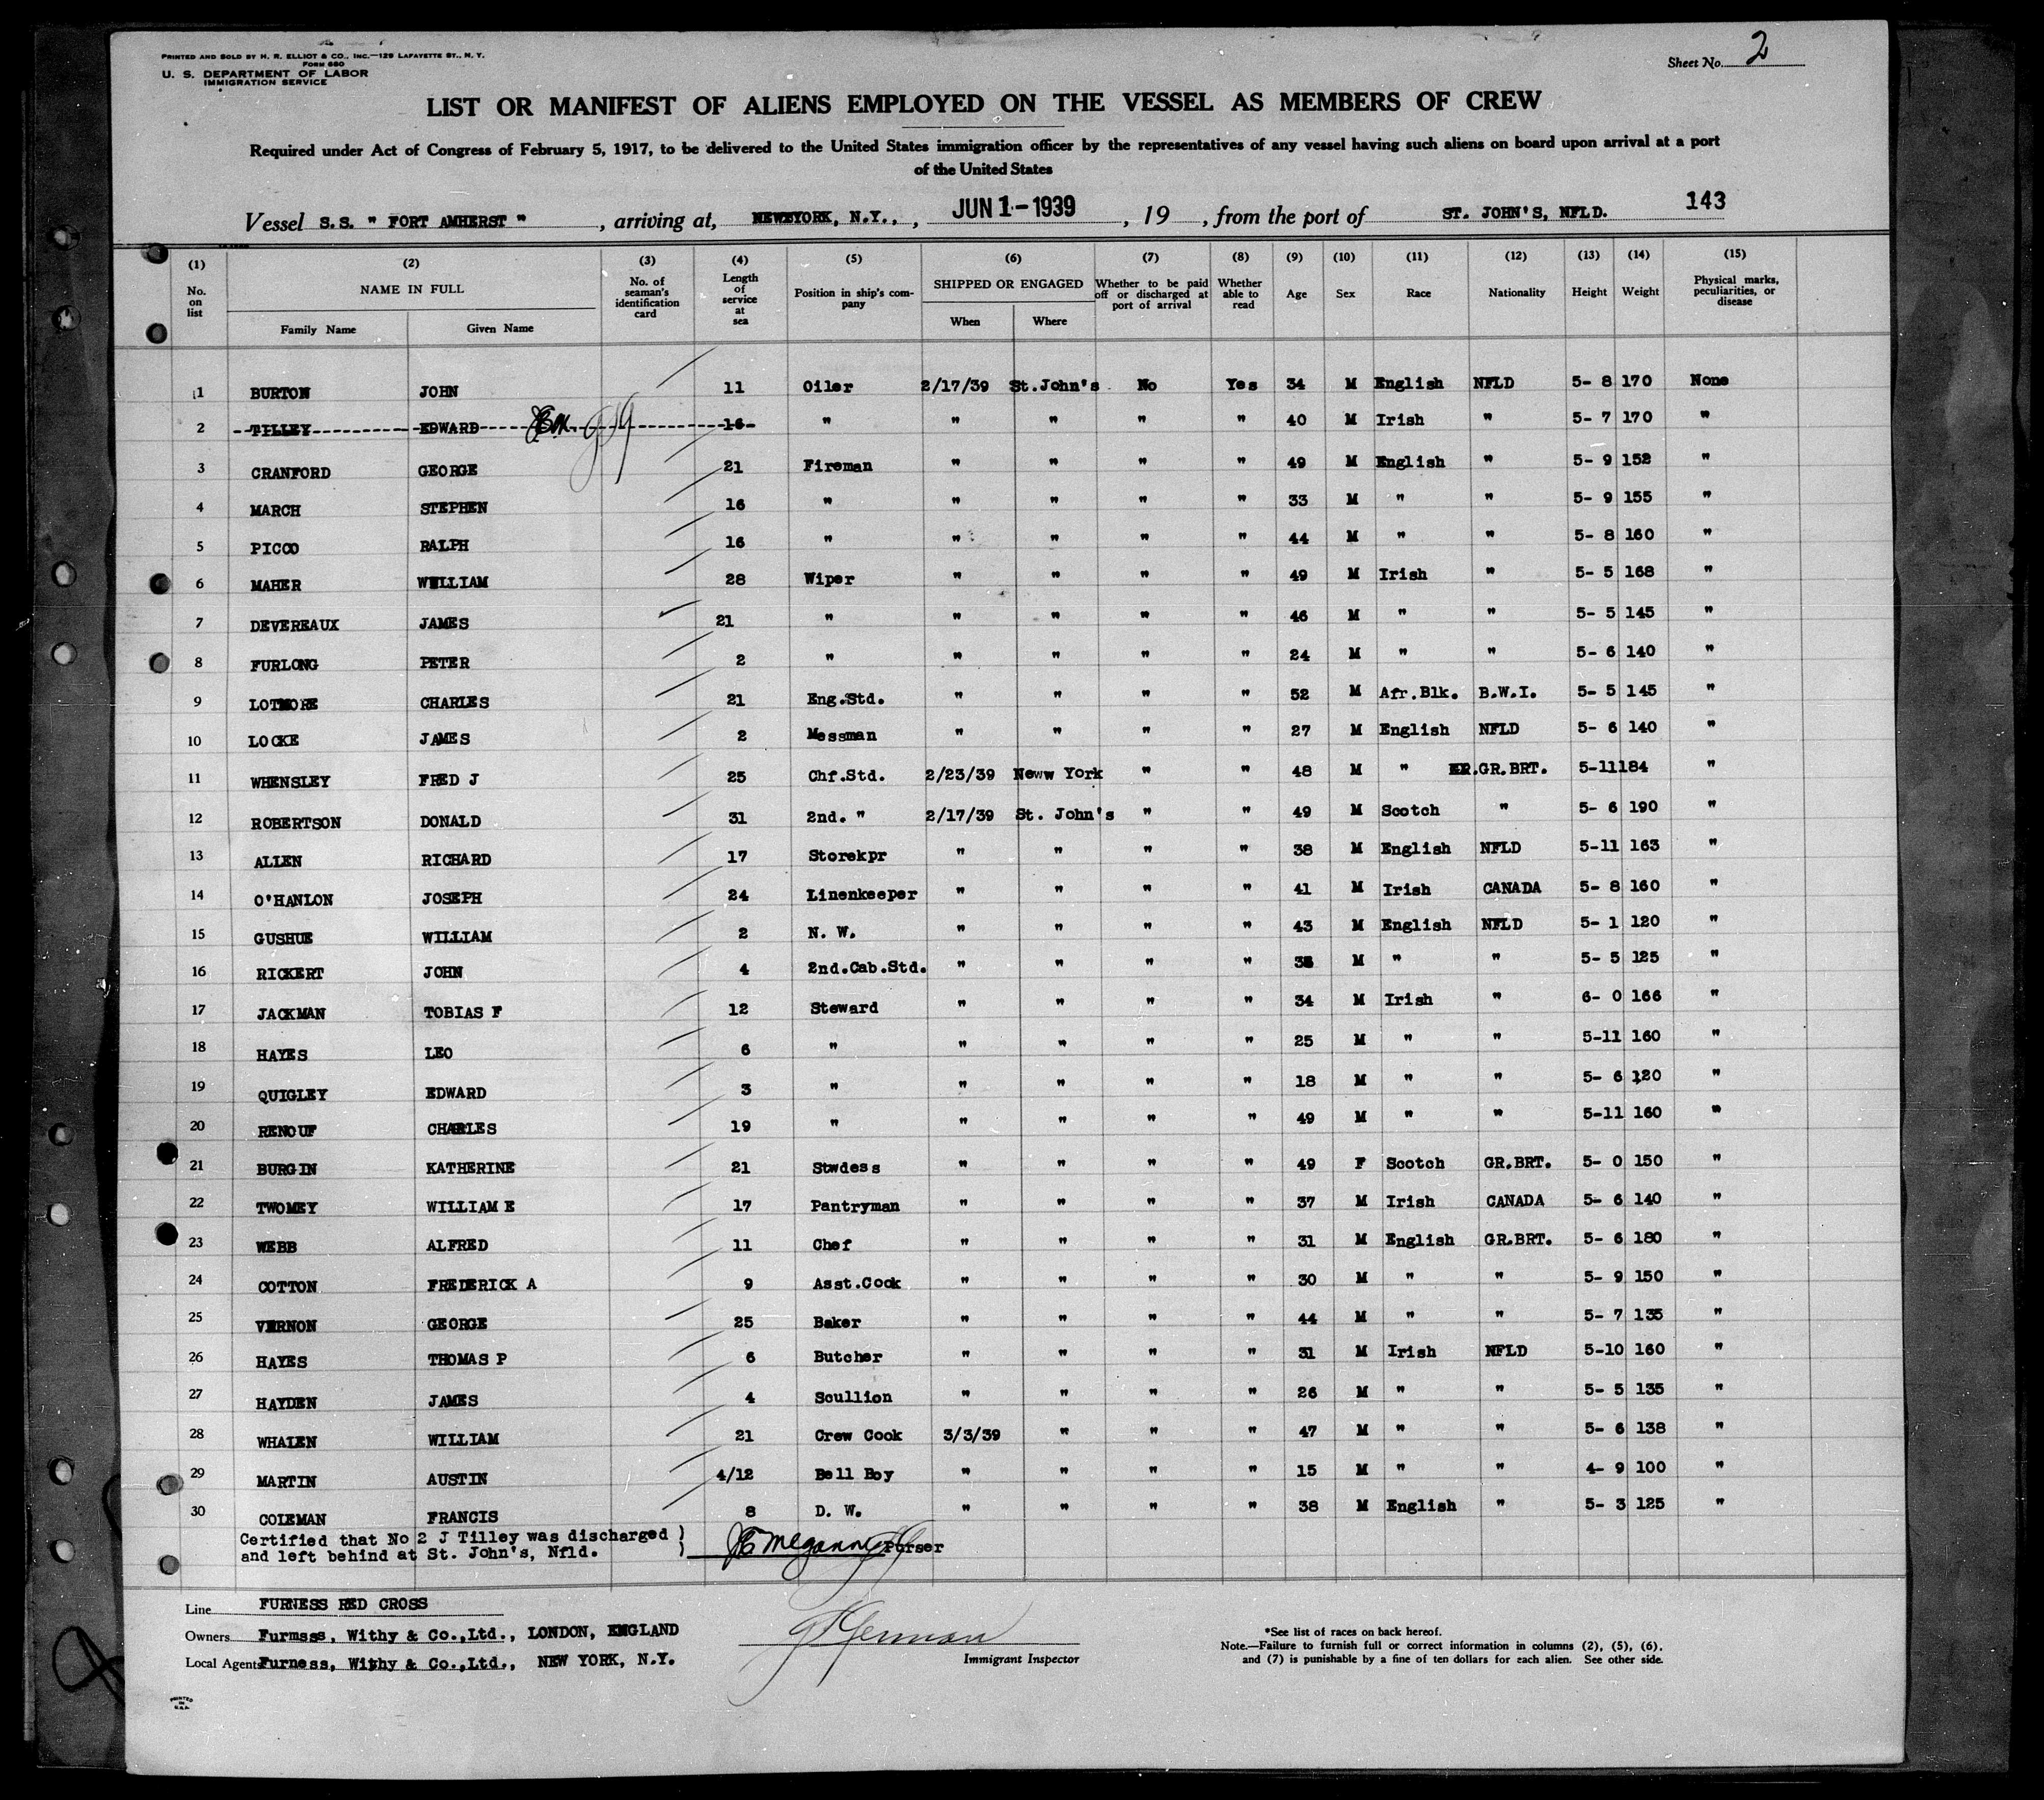 PRINTED AND SOLD BY H. R. ELLIOT & CO., INC.—129 LAFAYETTE ST., N. Y.
FORM 680
U. S. DEPARTMENT OF LABOR
IMMIGRATION SERVICE
Sheet No. 2
LIST OR MANIFEST OF ALIENS EMPLOYED ON THE VESSEL AS MEMBERS OF CREW
Required under Act of Congress of February 5, 1917, to be delivered to the United States immigration officer by the representatives of any vessel having such aliens on board upon arrival at a port
of the United States
Vessel S.S. " FORT AMHERST " , arriving at, NEWYORK, N.Y., , JUN 1-1939 , 19 , from the port of ST. JOHN'S, NFLD. 143
(1) No. on list (2) NAME IN FULL Family Name Given Name (3) No. of seaman's identification card (4) Length of service at sea (5) Position in ship's company (6) SHIPPED OR ENGAGED When Where (7) Whether to be paid off or discharged at port of arrival (8) Whether able to read (9) Age (10) Sex (11) Race (12) Nationality (13) Height (14) Weight (15) Physical marks, peculiarities, or disease
1 BURTON JOHN 11 Oiler 2/17/39 St.John's No Yes 34 M English NFLD 5- 8 170 None
2 TILLEY EDWARD 16 " " " " " 40 M Irish " 5- 7 170 "
3 CRANFORD GEORGE 21 Fireman " " " " 49 M English " 5- 9 152 "
4 MARCH STEPHEN 16 " " " " " 33 M " " 5- 9 155 "
5 PICCO RALPH 16 " " " " " 44 M " " 5- 8 160 "
6 MAHER WILLIAM 28 Wiper " " " " 49 M Irish " 5- 5 168 "
7 DEVEREAUX JAMES 21 " " " " " 46 M " " 5- 5 145 "
8 FURLONG PETER 2 " " " " " 24 M " " 5- 6 140 "
9 LOTMORE CHARLES 21 Eng.Std. " " " " 52 M Afr.Blk. B.W.I. 5- 5 145 "
10 LOCKE JAMES 2 Messman " " " " 27 M English NFLD 5- 6 140 "
11 WHENSLEY FRED J 25 Chf.Std. 2/23/39 Neww York " " 48 M " GR.BRT. 5-11 184 "
12 ROBERTSON DONALD 31 2nd. " 2/17/39 St. John's " " 49 M Scotch " 5- 6 190 "
13 ALLEN RICHARD 17 Storekpr " " " " 38 M English NFLD 5-11 163 "
14 O'HANLON JOSEPH 24 Linenkeeper " " " " 41 M Irish CANADA 5- 8 160 "
15 GUSHUE WILLIAM 2 N. W. " " " " 43 M English NFLD 5- 1 120 "
16 RICKERT JOHN 4 2nd.Cab.Std. " " " " M " " 5- 5 125 "
17 JACKMAN TOBIAS F 12 Steward " " " " 34 M Irish " 6- 0 166 "
18 HAYES LEO 6 " " " " " 25 M " " 5-11 160 "
19 QUIGLEY EDWARD 3 " " " " " 18 M " " 5- 6 120 "
20 RENOUF CHARLES 19 " " " " " 49 M " " 5-11 160 "
21 BURGIN KATHERINE 21 Stwdess " " " " 49 F Scotch GR.BRT. 5- 0 150 "
22 TWOMEY WILLIAM E 17 Pantryman " " " " 37 M Irish CANADA 5- 6 140 "
23 WEBB ALFRED 11 Chef " " " " 31 M English GR.BRT. 5- 6 180 "
24 COTTON FREDERICK A 9 Asst.Cook " " " " 30 M " " 5- 9 150 "
25 VERNON GEORGE 25 Baker " " " " 44 M " " 5- 7 135 "
26 HAYES THOMAS P 6 Butcher " " " " 31 M Irish NFLD 5-10 160 "
27 HAYDEN JAMES 4 Scullion " " " " 26 M " " 5- 5 135 "
28 WHALEN WILLIAM 21 Crew Cook 3/3/39 " " " 47 M " " 5- 6 138 "
29 MARTIN AUSTIN 4/12 Bell Boy " " " " 15 M " " 4- 9 100 "
30 COLEMAN FRANCIS 8 D. W. " " " " 38 M English " 5- 3 125 "
Certified that No 2 J Tilley was discharged )
and left behind at St. John's, Nfld. ) Purser
Line FURNESS RED CROSS
Owners Furmsss, Withy & Co.,Ltd., LONDON, ENGLAND
Local Agents Furness, Withy & Co.,Ltd., NEW YORK, N.Y.
Immigrant Inspector
*See list of races on back hereof.
Note.—Failure to furnish full or correct information in columns (2), (5), (6),
and (7) is punishable by a fine of ten dollars for each alien. See other side.
PRINTED
IN
U.S.A.